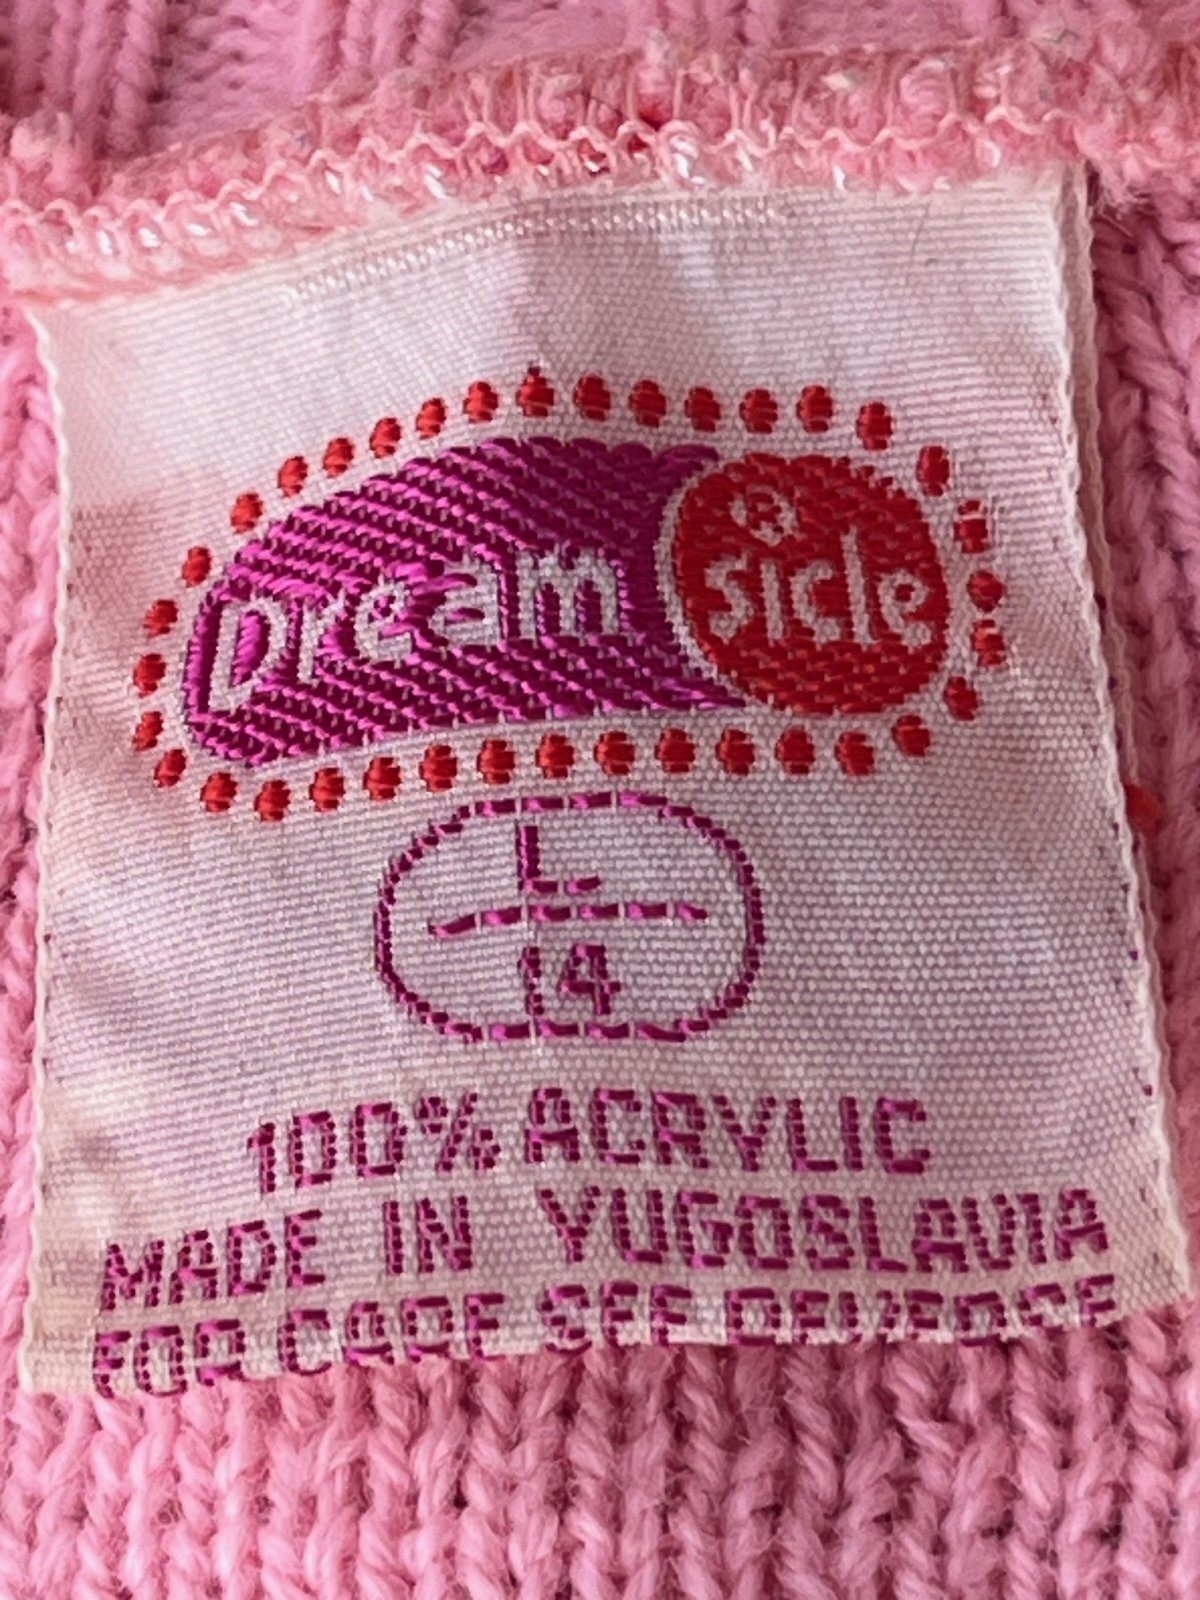 Dream sicle ®
L
14
100% ACRYLIC
MADE IN YUGOSLAVIA
FOR CARE SEE REVERSE